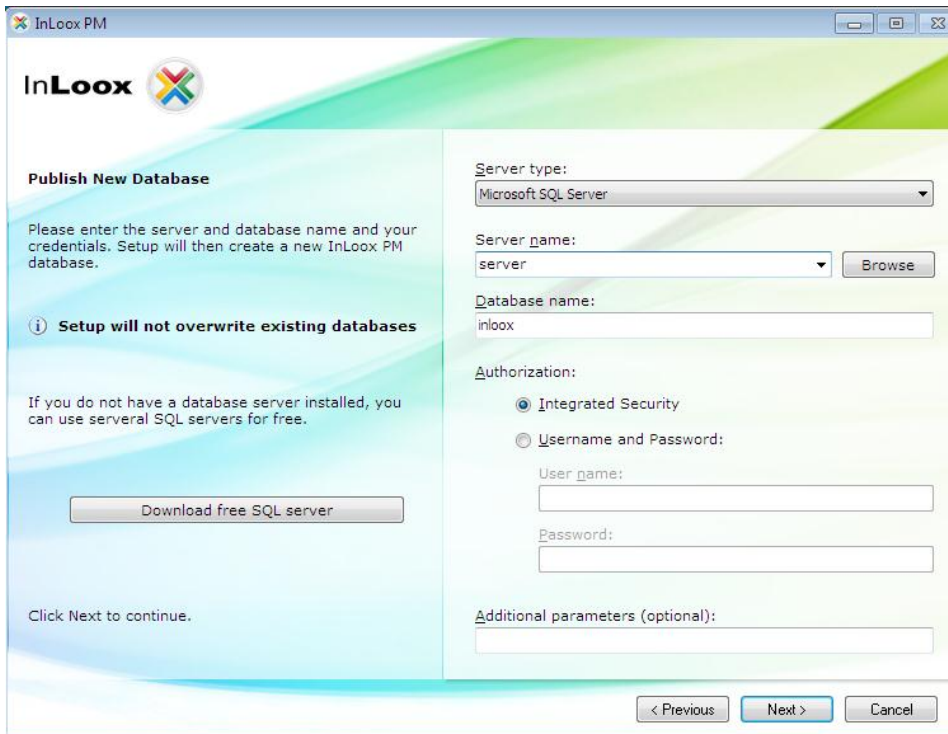 InLoox PM
InLoox
Publish New Database
Please enter the server and database name and your
credentials. Setup will then create a new InLoox PM
database.
Setup will not overwrite existing databases
If you do not have a database server installed, you
can use serveral SQL servers for free.
Download free SQL server
Click Next to continue.
Server type:
Microsoft SQL Server
Server name:
server
Browse
Database name:
inloox
Authorization:
Integrated Security
Username and Password:
User name:
Password:
Additional parameters (optional):
< Previous
Next >
Cancel